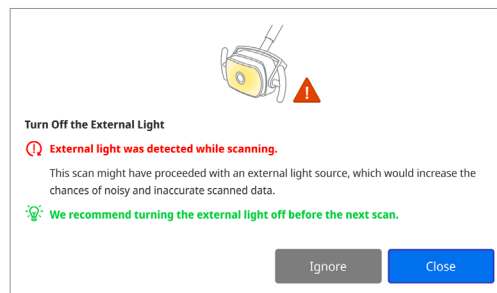 Turn Off the External Light
External light was detected while scanning.
This scan might have proceeded with an external light source, which would increase the
chances of noisy and inaccurate scanned data.
We recommend turning the external light off before the next scan.
Ignore
Close